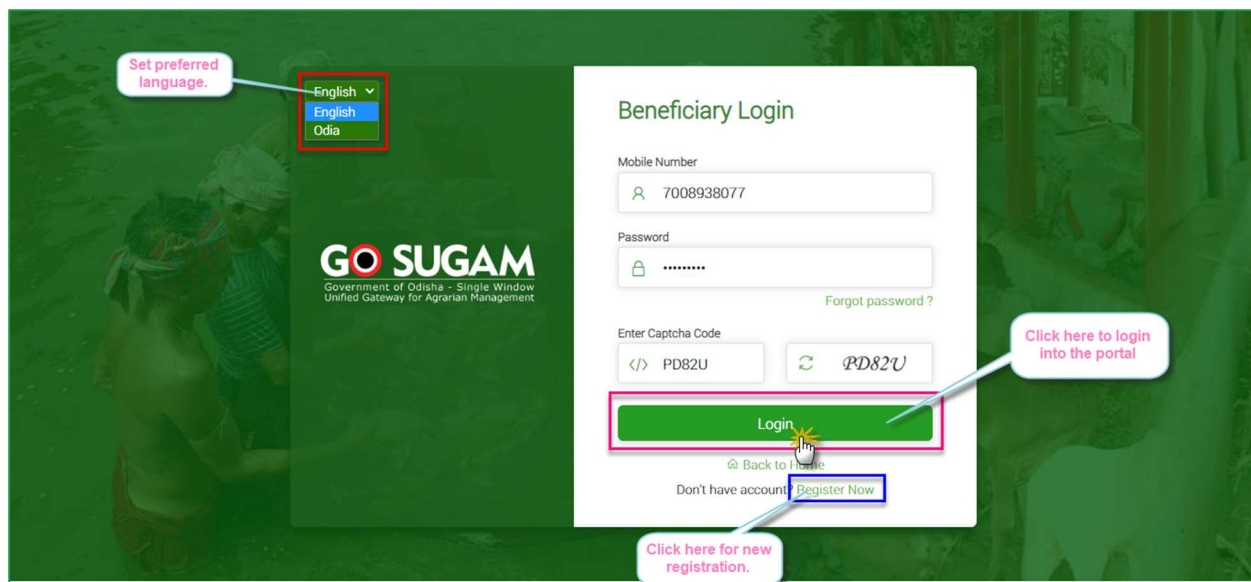 Set preferred
language.
English
English
Odia
GO SUGAM
Government of Odisha - Single Window
Unified Gateway for Agrarian Management
Beneficiary Login
Mobile Number
7008938077
Password
•••••••••
Forgot password ?
Enter Captcha Code
</> PD82U
PD82U
Login
Click here to login
into the portal
Back to Home
Don't have account? Register Now
Click here for new
registration.